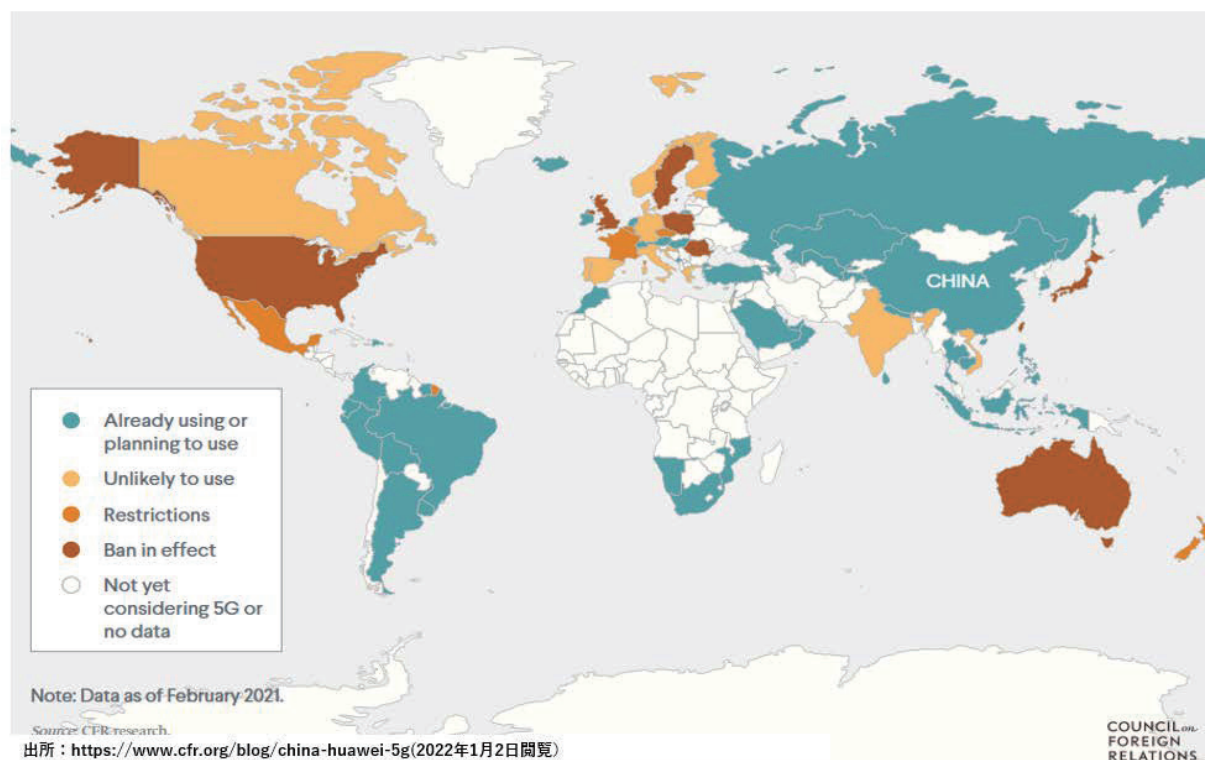 CHINA
Already using or
planning to use
Unlikely to use
Restrictions
Ban in effect
Not yet
considering 5G or
no data
Note: Data as of February 2021.
Source: CFR research.
出所：https://www.cfr.org/blog/china-huawei-5g(2022年1月2日閲覧)
COUNCIL on
FOREIGN
RELATIONS